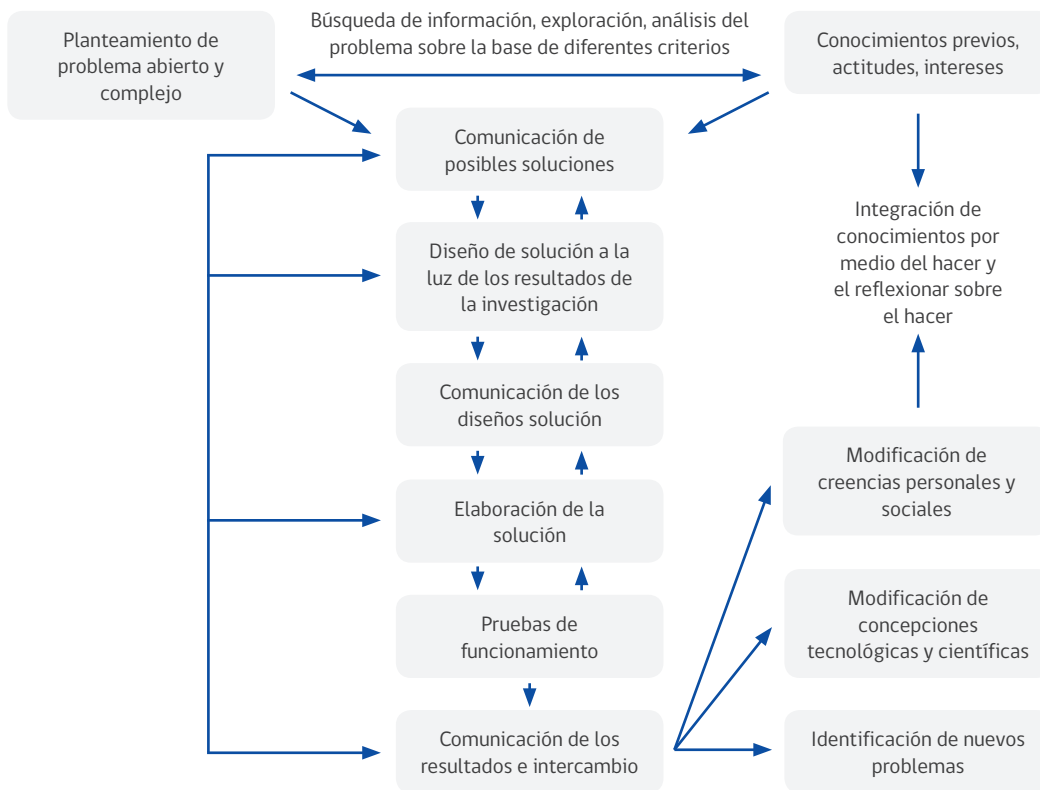 Planteamiento de
problema abierto y
complejo
Búsqueda de información, exploración, análisis del
problema sobre la base de diferentes criterios
Conocimientos previos,
actitudes, intereses
Comunicación de
posibles soluciones
Diseño de solución a la
luz de los resultados de
la investigación
Integración de
conocimientos por
medio del hacer y
el reflexionar sobre
el hacer
Comunicación de los
diseños solución
Elaboración de la
solución
Modificación de
creencias personales y
sociales
Pruebas de
funcionamiento
Modificación de
concepciones
tecnológicas y científicas
Comunicación de los
resultados e intercambio
Identificación de nuevos
problemas